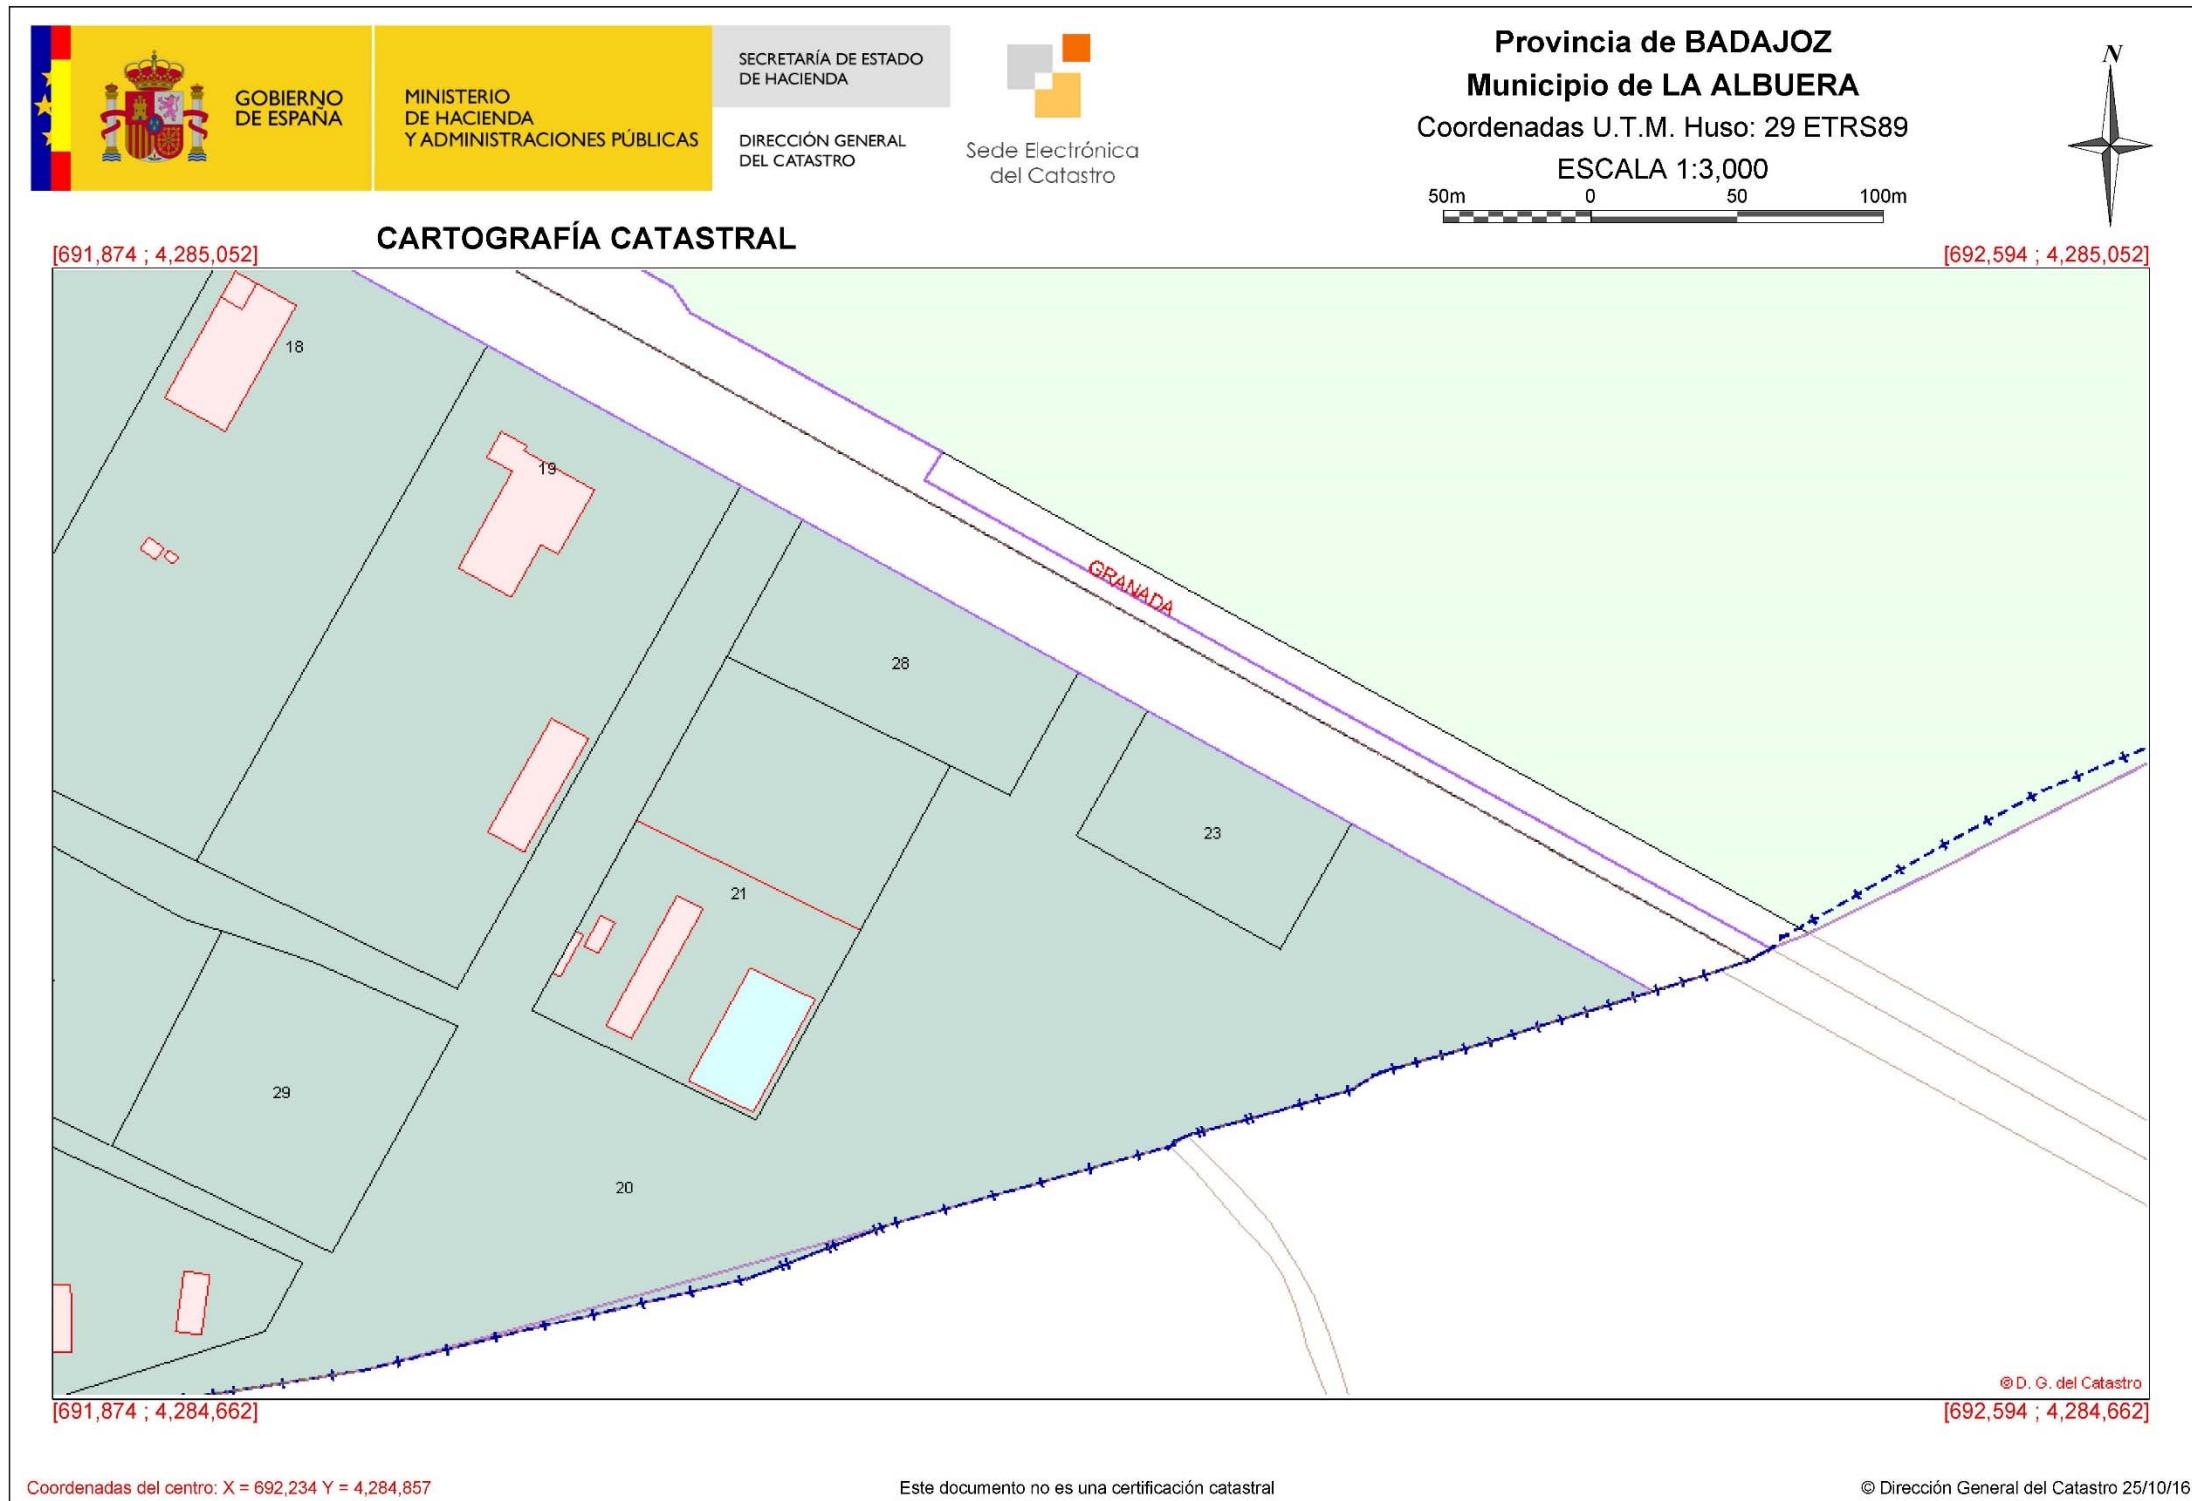 GOBIERNO
DE ESPAÑA
MINISTERIO
DE HACIENDA
Y ADMINISTRACIONES PÚBLICAS
SECRETARÍA DE ESTADO
DE HACIENDA
DIRECCIÓN GENERAL
DEL CATASTRO
Sede Electrónica
del Catastro
Provincia de BADAJOZ
Municipio de LA ALBUERA
Coordenadas U.T.M. Huso: 29 ETRS89
ESCALA 1:3,000
50m 0 50 100m
N
CARTOGRAFÍA CATASTRAL
[691,874 ; 4,285,052]
[692,594 ; 4,285,052]
18
19
GRANADA
28
23
21
29
20
© D. G. del Catastro
[691,874 ; 4,284,662]
[692,594 ; 4,284,662]
Coordenadas del centro: X = 692,234 Y = 4,284,857
Este documento no es una certificación catastral
© Dirección General del Catastro 25/10/16